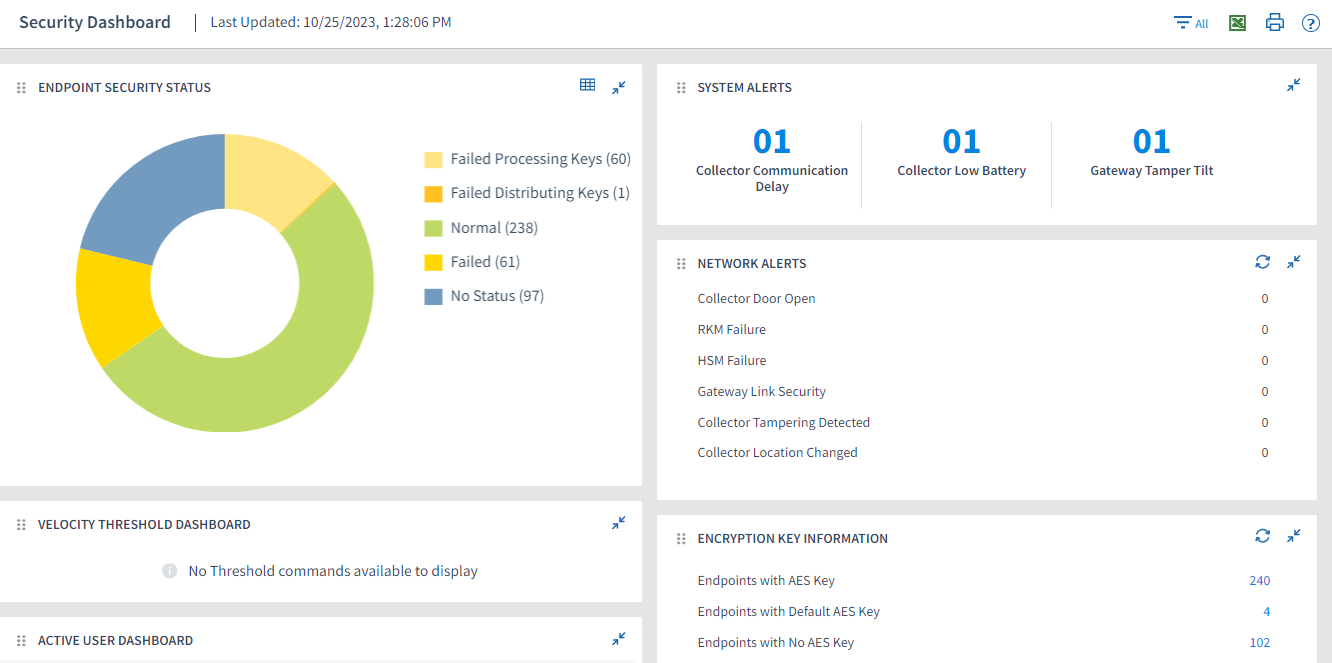 Security Dashboard
Last Updated: 10/25/2023, 1:28:06 PM
All
ENDPOINT SECURITY STATUS
Failed Processing Keys (60)
Failed Distributing Keys (1)
Normal (238)
Failed (61)
No Status (97)
VELOCITY THRESHOLD DASHBOARD
No Threshold commands available to display
ACTIVE USER DASHBOARD
SYSTEM ALERTS
01
Collector Communication
Delay
01
Collector Low Battery
01
Gateway Tamper Tilt
NETWORK ALERTS
Collector Door Open 0
RKM Failure 0
HSM Failure 0
Gateway Link Security 0
Collector Tampering Detected 0
Collector Location Changed 0
ENCRYPTION KEY INFORMATION
Endpoints with AES Key 240
Endpoints with Default AES Key 4
Endpoints with No AES Key 102